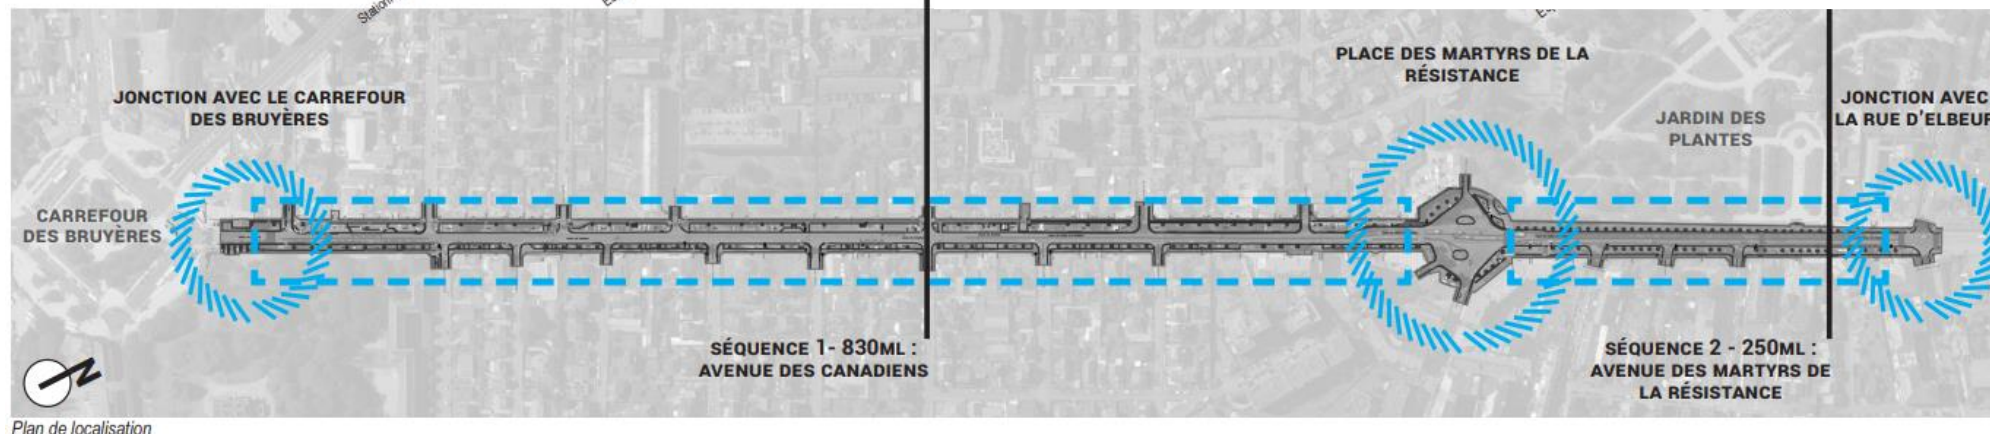 PLACE DES MARTYRS DE LA
RÉSISTANCE
JONCTION AVEC LE CARREFOUR
DES BRUYÈRES
JARDIN DES
PLANTES
JONCTION AVEC
LA RUE D'ELBEUF
CARREFOUR
DES BRUYÈRES
SÉQUENCE 1- 830ML :
AVENUE DES CANADIENS
SÉQUENCE 2 - 250ML :
AVENUE DES MARTYRS DE
LA RÉSISTANCE
N
Plan de localisation